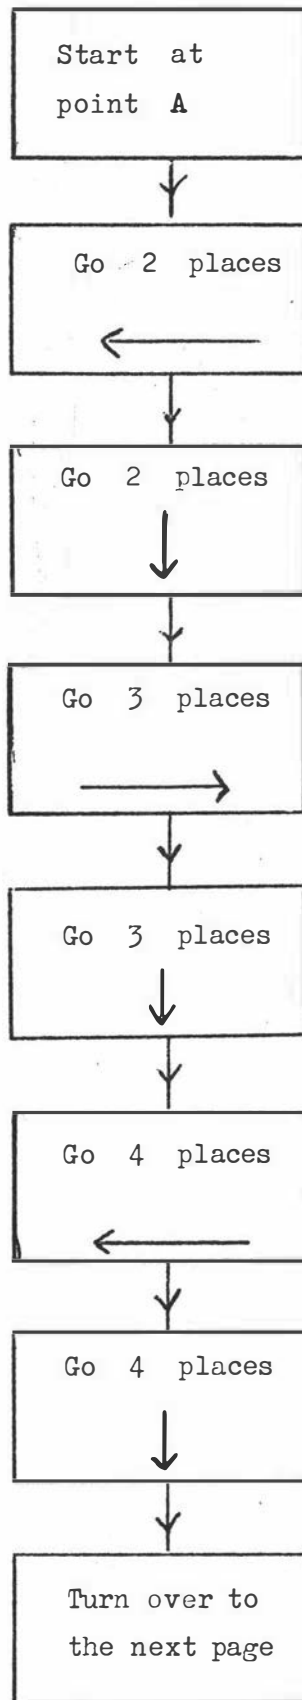 Start at
point A
Go 2 places
Go 2 places
Go 3 places
Go 3 places
Go 4 places
Go 4 places
Turn over to
the next page